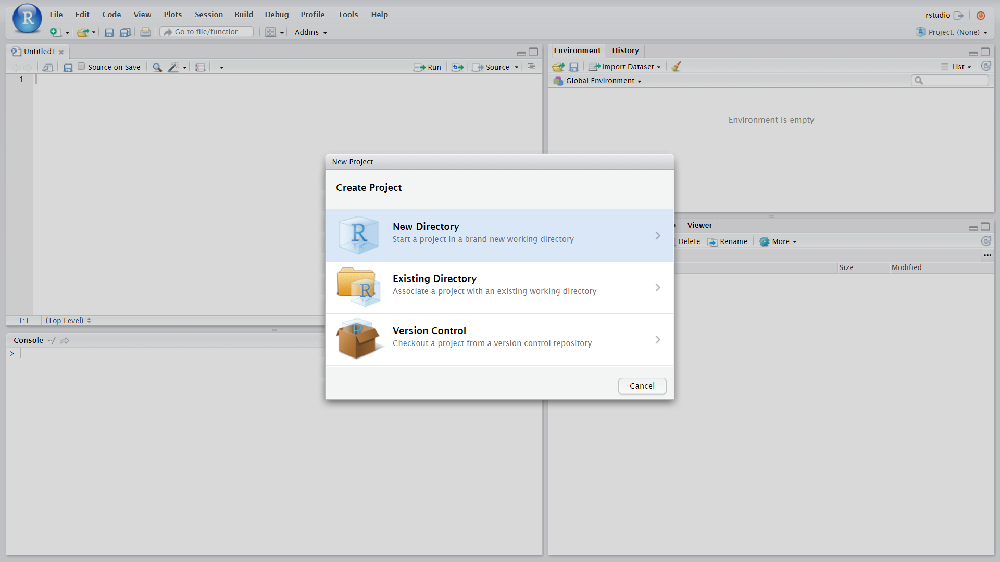 File Edit Code View Plots Session Build Debug Profile Tools Help
rstudio
Go to file/function
Addins
Project: (None)
Untitled1
Source on Save
Run
Source
1
1:1 (Top Level)
Console ~/
>
Environment History
Import Dataset
List
Global Environment
Environment is empty
Viewer
Delete Rename More
Size Modified
New Project
Create Project
New Directory
Start a project in a brand new working directory
Existing Directory
Associate a project with an existing working directory
Version Control
Checkout a project from a version control repository
Cancel